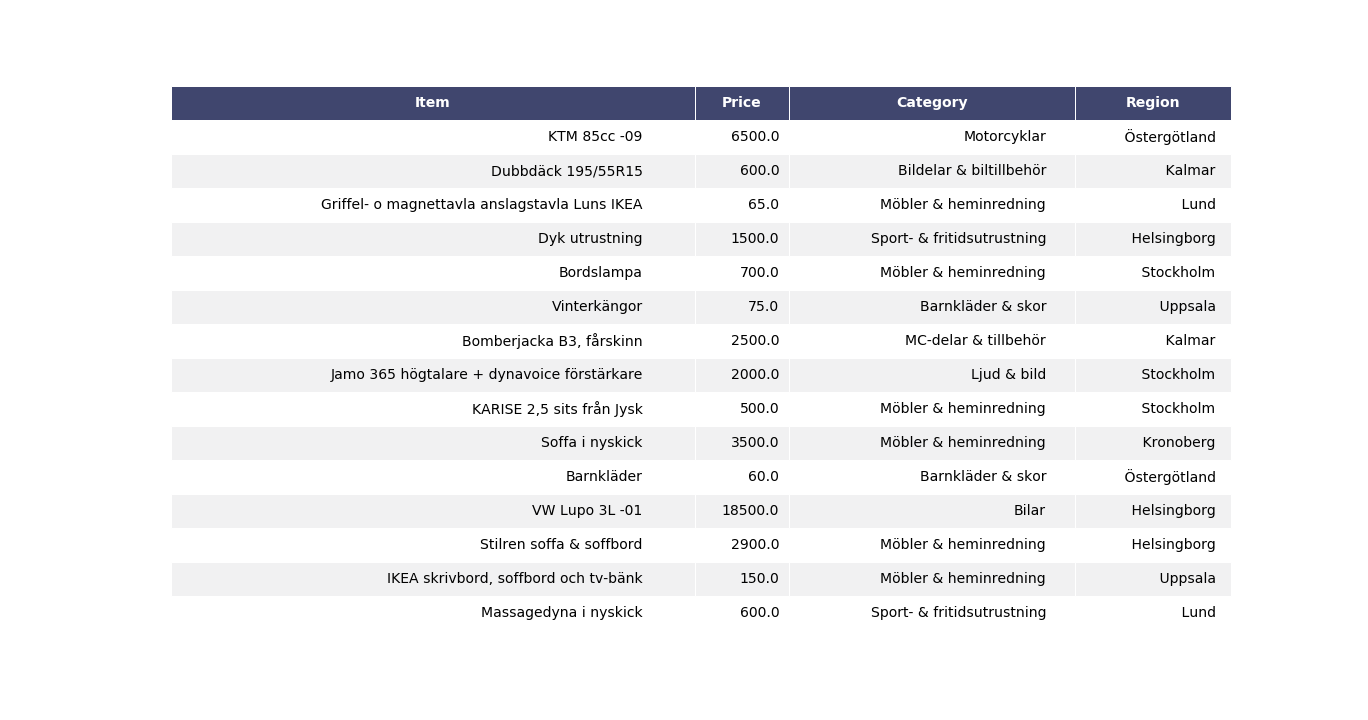 Item Price Category Region
KTM 85cc -09 6500.0 Motorcyklar Östergötland
Dubbdäck 195/55R15 600.0 Bildelar & biltillbehör Kalmar
Griffel- o magnettavla anslagstavla Luns IKEA 65.0 Möbler & heminredning Lund
Dyk utrustning 1500.0 Sport- & fritidsutrustning Helsingborg
Bordslampa 700.0 Möbler & heminredning Stockholm
Vinterkängor 75.0 Barnkläder & skor Uppsala
Bomberjacka B3, fårskinn 2500.0 MC-delar & tillbehör Kalmar
Jamo 365 högtalare + dynavoice förstärkare 2000.0 Ljud & bild Stockholm
KARISE 2,5 sits från Jysk 500.0 Möbler & heminredning Stockholm
Soffa i nyskick 3500.0 Möbler & heminredning Kronoberg
Barnkläder 60.0 Barnkläder & skor Östergötland
VW Lupo 3L -01 18500.0 Bilar Helsingborg
Stilren soffa & soffbord 2900.0 Möbler & heminredning Helsingborg
IKEA skrivbord, soffbord och tv-bänk 150.0 Möbler & heminredning Uppsala
Massagedyna i nyskick 600.0 Sport- & fritidsutrustning Lund